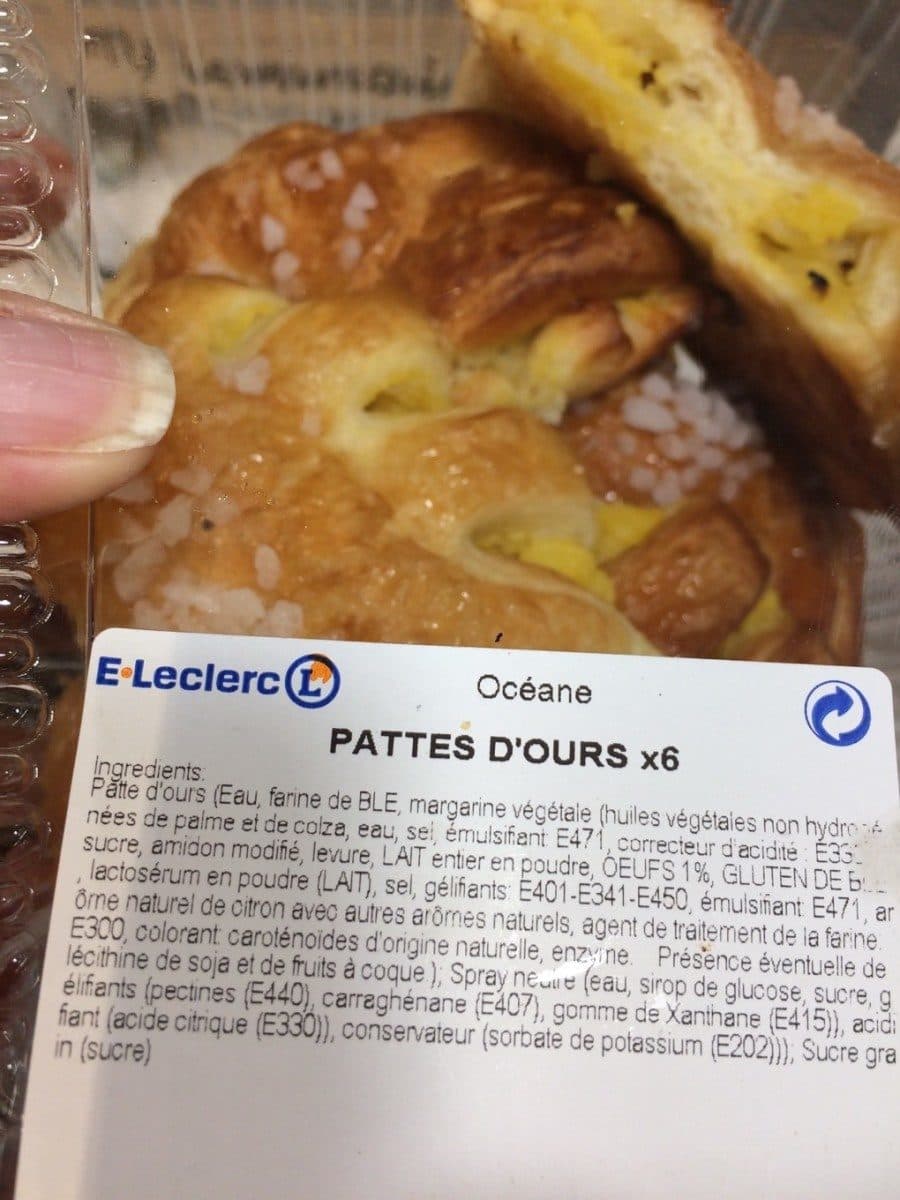 E•Leclerc L
Océane
PATTES D'OURS x6
Ingredients:
Patte d'ours (Eau, farine de BLE, margarine végétale (huiles végétales non
nées de palme et de colza, eau, sel, émulsifiant: E471, correcteur d'acidité :
sucre, amidon modifié, levure, LAIT entier en poudre, OEUFS 1%, GLUTEN DE
, lactosérum en poudre (LAIT), sel, gélifiants: E401-E341-E450, émulsifiant: E471, ar
ôme naturel de citron avec autres arômes naturels, agent de traitement de la farine:
E300, colorant: caroténoïdes d'origine naturelle, enzyme. Présence éventuelle de
lécithine de soja et de fruits à coque ); Spray neutre (eau, sirop de glucose, sucre, g
élifiants (pectines (E440), carraghénane (E407), gomme de Xanthane (E415)), acidi
fiant (acide citrique (E330)), conservateur (sorbate de potassium (E202))); Sucre gra
in (sucre)